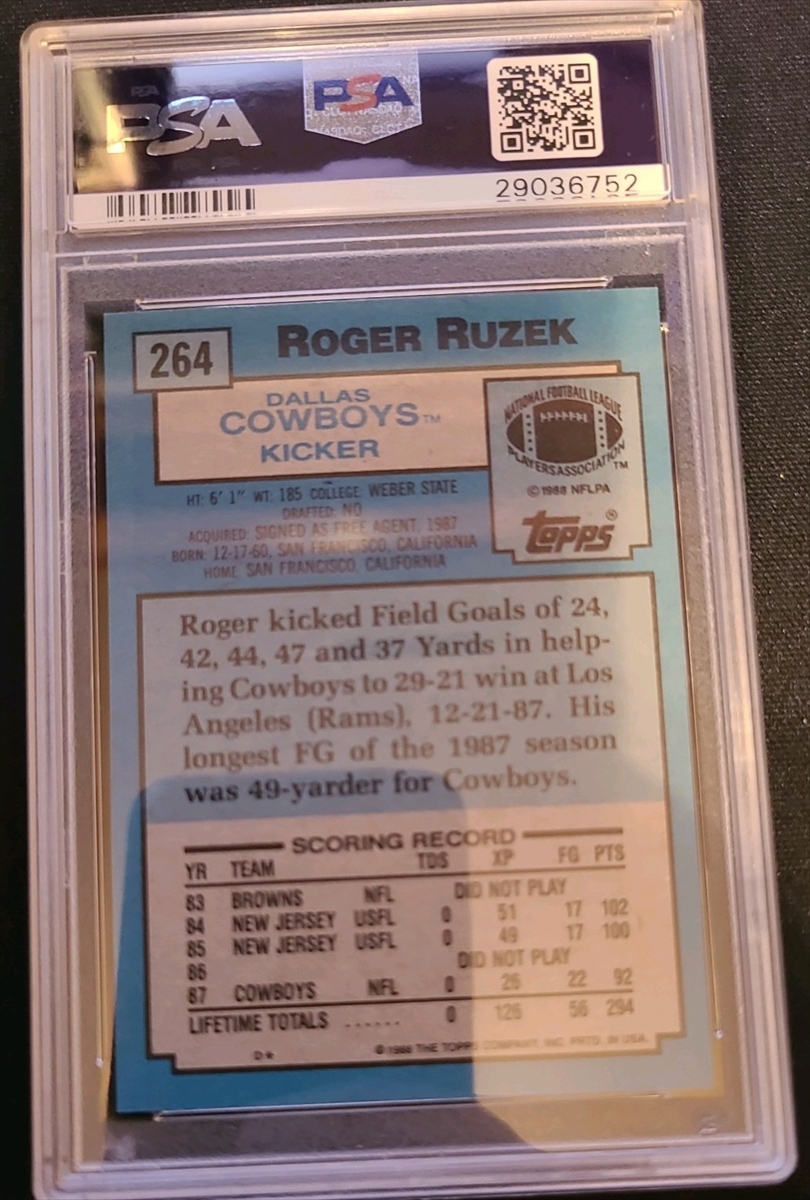 PSA
PSA
PSA
29036752
264
ROGER RUZEK
DALLAS
COWBOYS™
KICKER
NATIONAL FOOTBALL LEAGUE
PLAYERS ASSOCIATION™
©1988 NFLPA
Topps®
HT: 6' 1" WT: 185 COLLEGE: WEBER STATE
DRAFTED: NO
ACQUIRED: SIGNED AS FREE AGENT, 1987
BORN: 12-17-60, SAN FRANCISCO, CALIFORNIA
HOME: SAN FRANCISCO, CALIFORNIA
Roger kicked Field Goals of 24,
42, 44, 47 and 37 Yards in help-
ing Cowboys to 29-21 win at Los
Angeles (Rams), 12-21-87. His
longest FG of the 1987 season
was 49-yarder for Cowboys.
SCORING RECORD
YR TEAM TDS XP FG PTS
83 BROWNS NFL DID NOT PLAY
84 NEW JERSEY USFL 0 51 17 102
85 NEW JERSEY USFL 0 49 17 100
86 DID NOT PLAY
87 COWBOYS NFL 0 26 22 92
LIFETIME TOTALS ...... 0 126 56 294
D* ©1988 THE TOPPS COMPANY, INC. PRTD. IN USA.